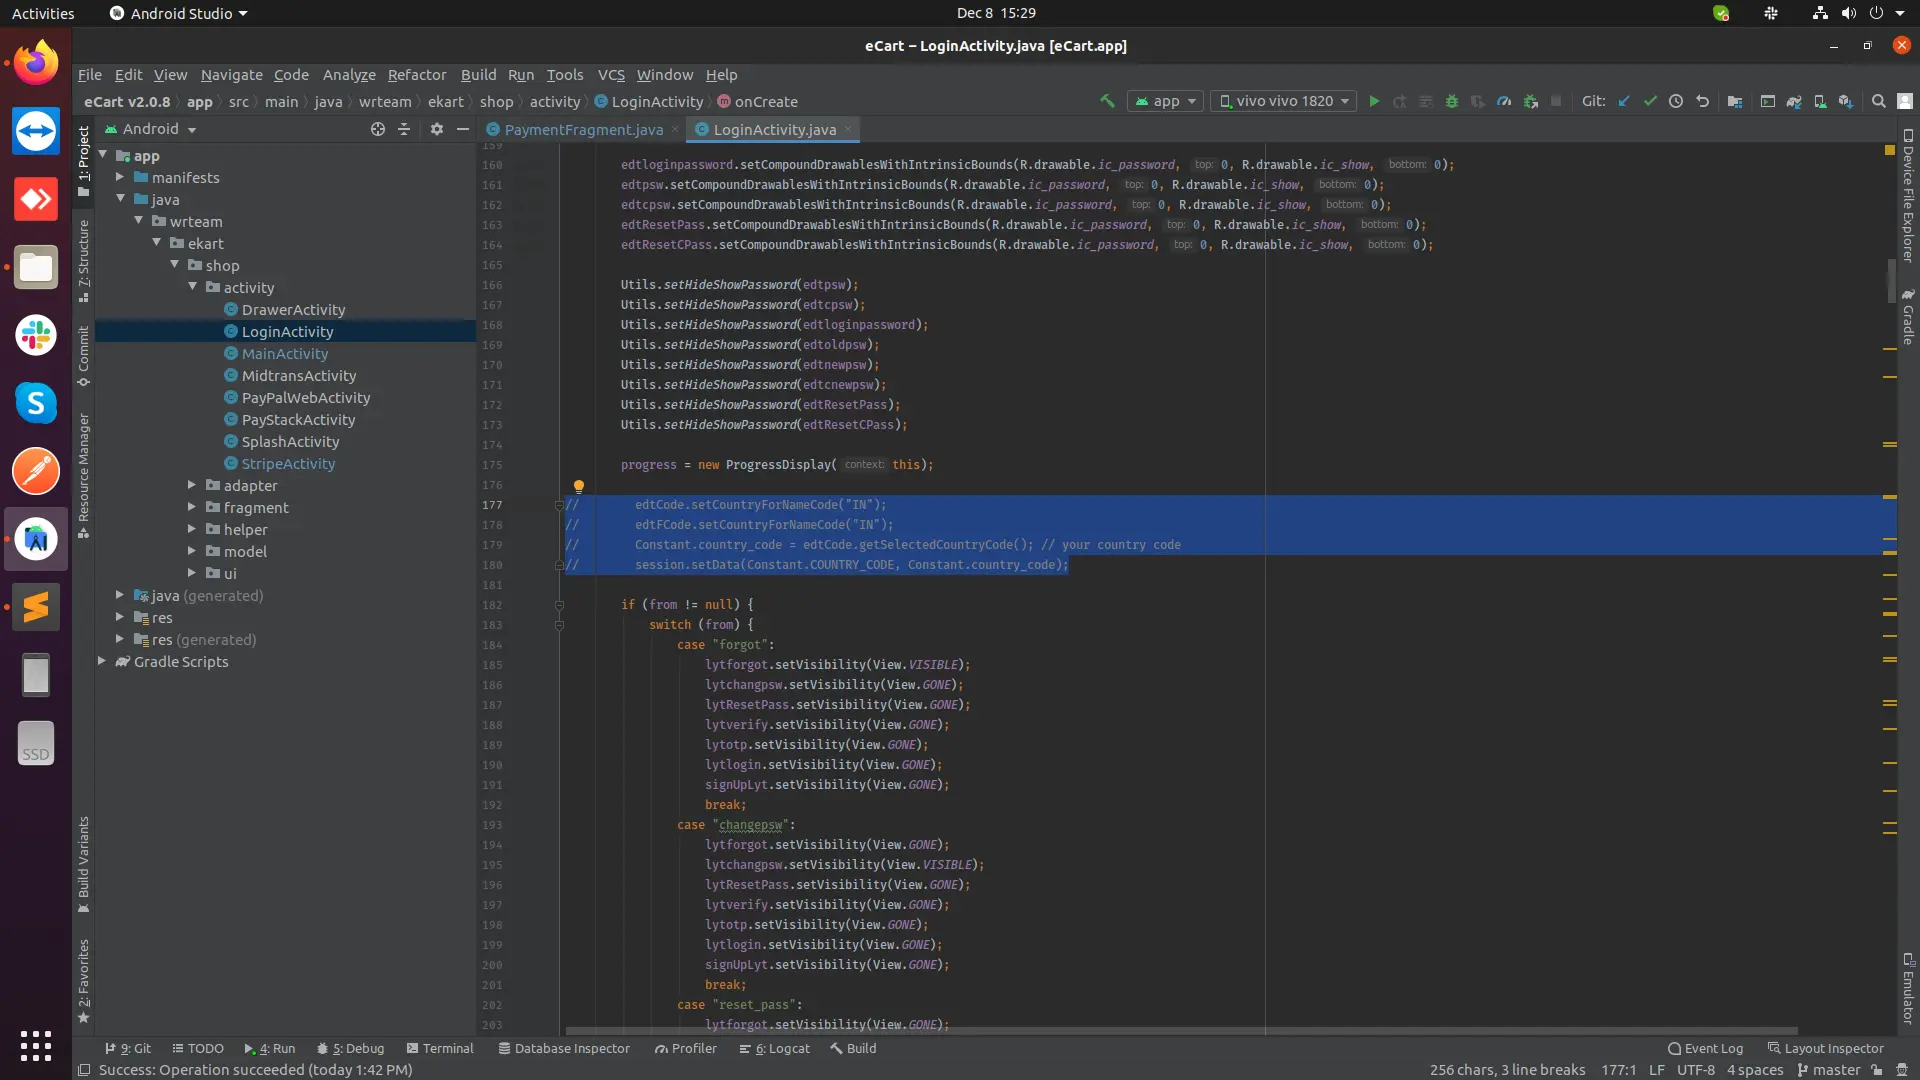 Activities
Android Studio
Dec 8 15:29
eCart – LoginActivity.java [eCart.app]
File Edit View Navigate Code Analyze Refactor Build Run Tools VCS Window Help
eCart v2.0.8 app src main java wrteam ekart shop activity LoginActivity onCreate
app
vivo vivo 1820
Git:
Android
PaymentFragment.java
LoginActivity.java
1: Project
7: Structure
Commit
Resource Manager
Build Variants
2: Favorites
app
manifests
java
wrteam
ekart
shop
activity
DrawerActivity
LoginActivity
MainActivity
MidtransActivity
PayPalWebActivity
PayStackActivity
SplashActivity
StripeActivity
adapter
fragment
helper
model
ui
java (generated)
res
res (generated)
Gradle Scripts
SSD
159
160 edtloginpassword.setCompoundDrawablesWithIntrinsicBounds(R.drawable.ic_password, top: 0, R.drawable.ic_show, bottom: 0);
161 edtpsw.setCompoundDrawablesWithIntrinsicBounds(R.drawable.ic_password, top: 0, R.drawable.ic_show, bottom: 0);
162 edtcpsw.setCompoundDrawablesWithIntrinsicBounds(R.drawable.ic_password, top: 0, R.drawable.ic_show, bottom: 0);
163 edtResetPass.setCompoundDrawablesWithIntrinsicBounds(R.drawable.ic_password, top: 0, R.drawable.ic_show, bottom: 0);
164 edtResetCPass.setCompoundDrawablesWithIntrinsicBounds(R.drawable.ic_password, top: 0, R.drawable.ic_show, bottom: 0);
165
166 Utils.setHideShowPassword(edtpsw);
167 Utils.setHideShowPassword(edtcpsw);
168 Utils.setHideShowPassword(edtloginpassword);
169 Utils.setHideShowPassword(edtoldpsw);
170 Utils.setHideShowPassword(edtnewpsw);
171 Utils.setHideShowPassword(edtcnewpsw);
172 Utils.setHideShowPassword(edtResetPass);
173 Utils.setHideShowPassword(edtResetCPass);
174
175 progress = new ProgressDisplay( context: this);
176
177 // edtCode.setCountryForNameCode("IN");
178 // edtFCode.setCountryForNameCode("IN");
179 // Constant.country_code = edtCode.getSelectedCountryCode(); // your country code
180 // session.setData(Constant.COUNTRY_CODE, Constant.country_code);
181
182 if (from != null) {
183 switch (from) {
184 case "forgot":
185 lytforgot.setVisibility(View.VISIBLE);
186 lytchangpsw.setVisibility(View.GONE);
187 lytResetPass.setVisibility(View.GONE);
188 lytverify.setVisibility(View.GONE);
189 lytotp.setVisibility(View.GONE);
190 lytlogin.setVisibility(View.GONE);
191 signUpLyt.setVisibility(View.GONE);
192 break;
193 case "changepsw":
194 lytforgot.setVisibility(View.GONE);
195 lytchangpsw.setVisibility(View.VISIBLE);
196 lytResetPass.setVisibility(View.GONE);
197 lytverify.setVisibility(View.GONE);
198 lytotp.setVisibility(View.GONE);
199 lytlogin.setVisibility(View.GONE);
200 signUpLyt.setVisibility(View.GONE);
201 break;
202 case "reset_pass":
203 lytforgot.setVisibility(View.GONE);
Device File Explorer
Gradle
Emulator
9: Git TODO 4: Run 5: Debug Terminal Database Inspector Profiler 6: Logcat Build
Event Log Layout Inspector
Success: Operation succeeded (today 1:42 PM)
256 chars, 3 line breaks 177:1 LF UTF-8 4 spaces master